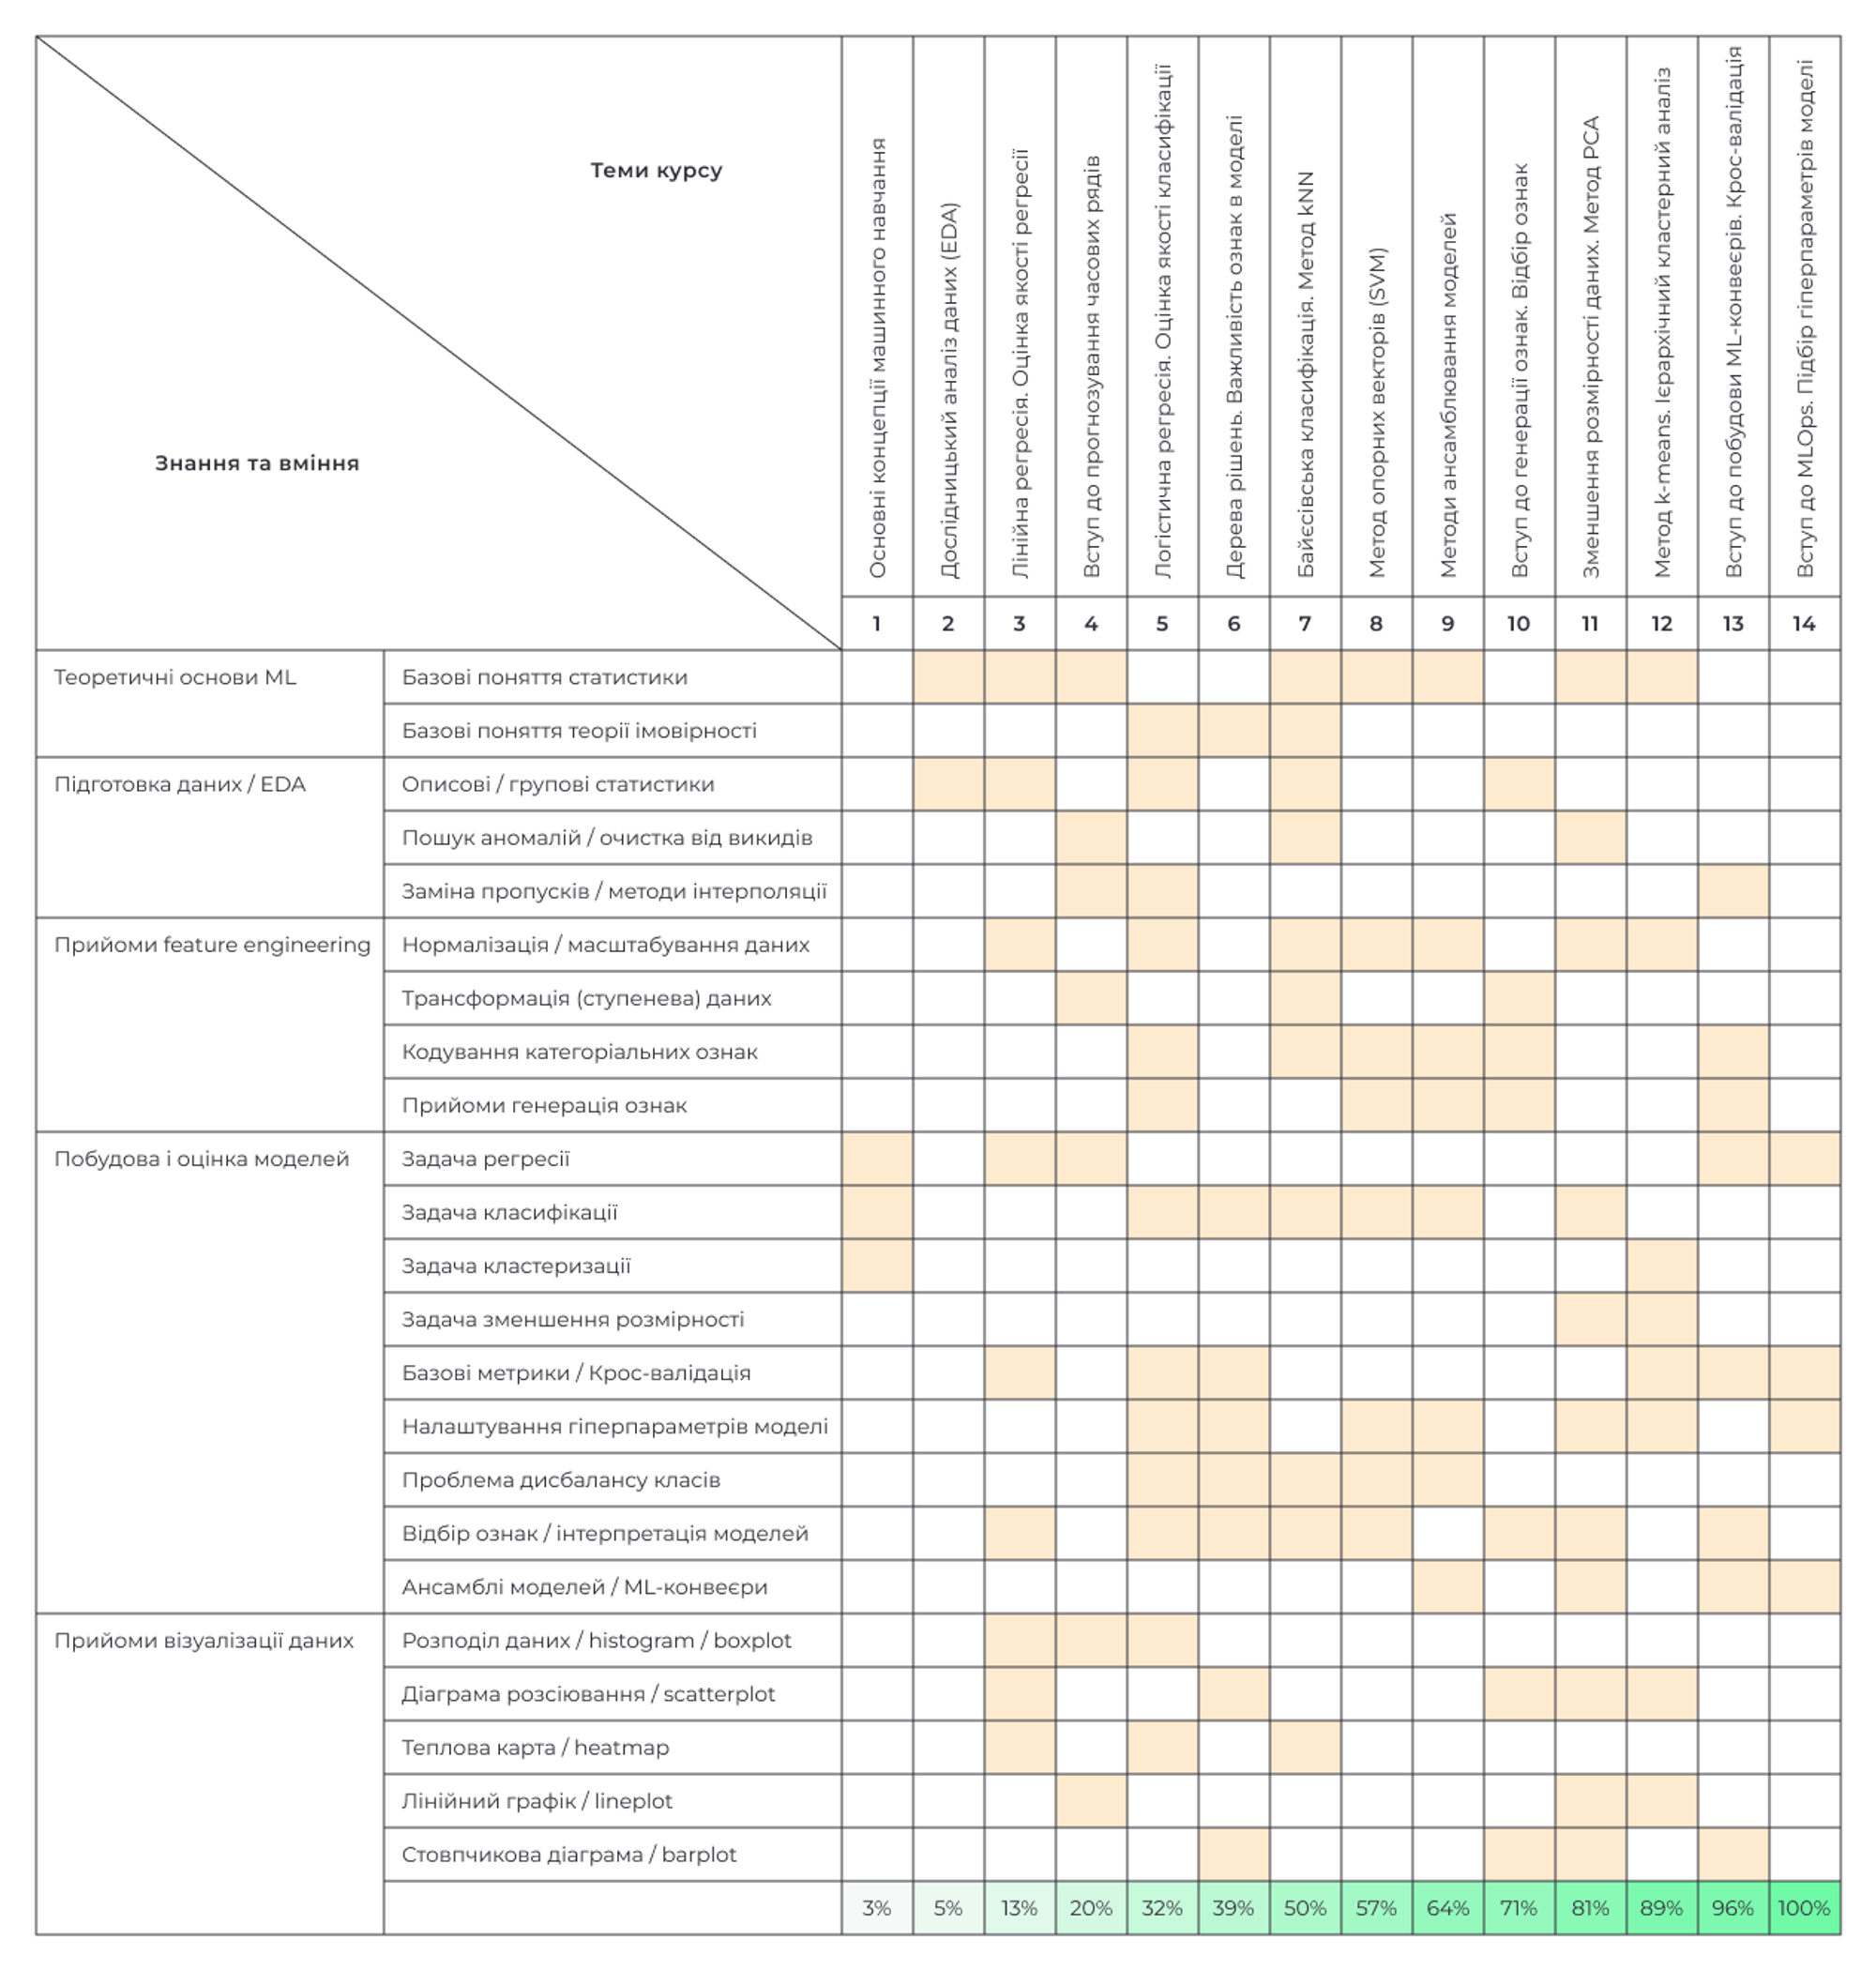 Теми курсу
Знання та вміння
Основні концепції машинного навчання
Дослідницький аналіз даних (EDA)
Лінійна регресія. Оцінка якості регресії
Вступ до прогнозування часових рядів
Логістична регресія. Оцінка якості класифікації
Дерева рішень. Важливість ознак в моделі
Байєсівська класифікація. Метод kNN
Метод опорних векторів (SVM)
Методи ансамблювання моделей
Вступ до генерації ознак. Відбір ознак
Зменшення розмірності даних. Метод PCA
Метод k-means. Ієрархічний кластерний аналіз
Вступ до побудови ML-конвеєрів. Крос-валідація
Вступ до MLOps. Підбір гіперпараметрів моделі
1 2 3 4 5 6 7 8 9 10 11 12 13 14
Теоретичні основи ML Базові поняття статистики
Базові поняття теорії імовірності
Підготовка даних / EDA Описові / групові статистики
Пошук аномалій / очистка від викидів
Заміна пропусків / методи інтерполяції
Прийоми feature engineering Нормалізація / масштабування даних
Трансформація (ступенева) даних
Кодування категоріальних ознак
Прийоми генерація ознак
Побудова і оцінка моделей Задача регресії
Задача класифікації
Задача кластеризації
Задача зменшення розмірності
Базові метрики / Крос-валідація
Налаштування гіперпараметрів моделі
Проблема дисбалансу класів
Відбір ознак / інтерпретація моделей
Ансамблі моделей / ML-конвеєри
Прийоми візуалізації даних Розподіл даних / histogram / boxplot
Діаграма розсіювання / scatterplot
Теплова карта / heatmap
Лінійний графік / lineplot
Стовпчикова діаграма / barplot
3% 5% 13% 20% 32% 39% 50% 57% 64% 71% 81% 89% 96% 100%